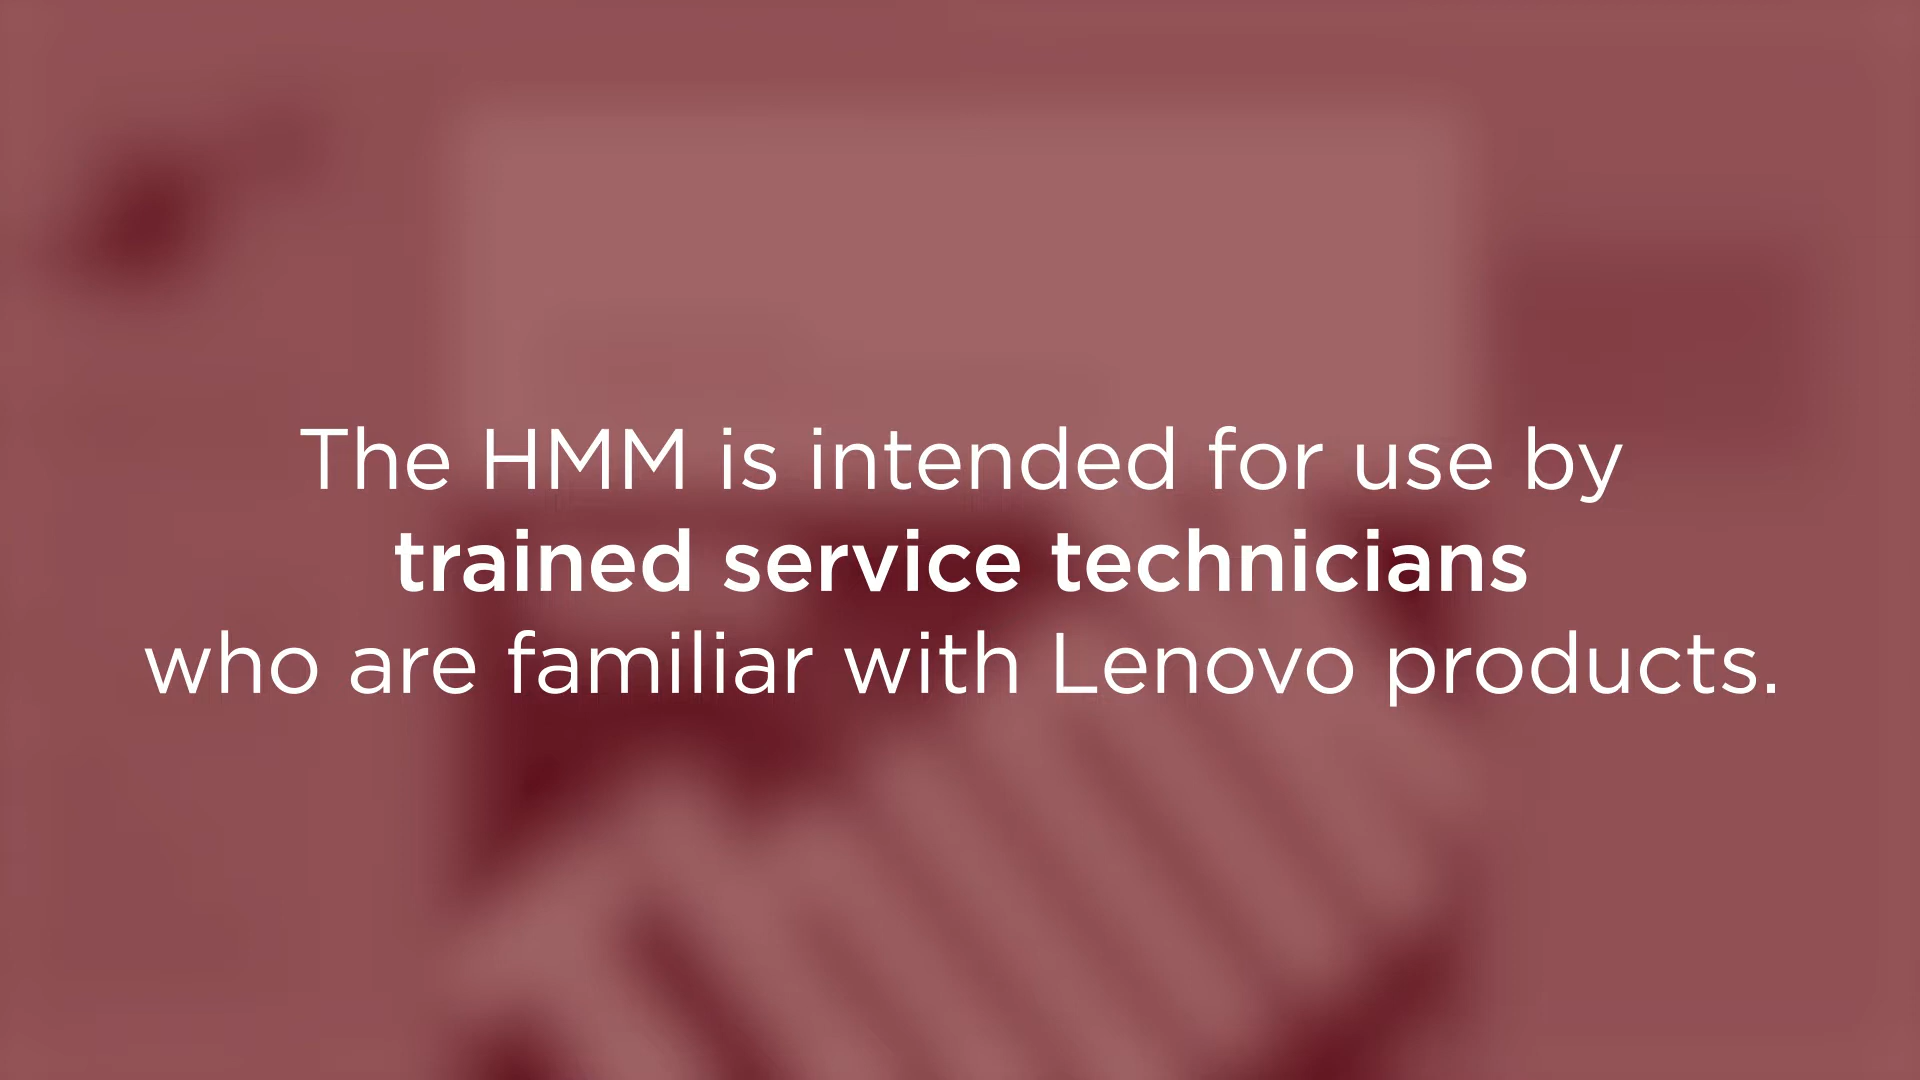 The HMM is intended for use by
trained service technicians
who are familiar with Lenovo products.